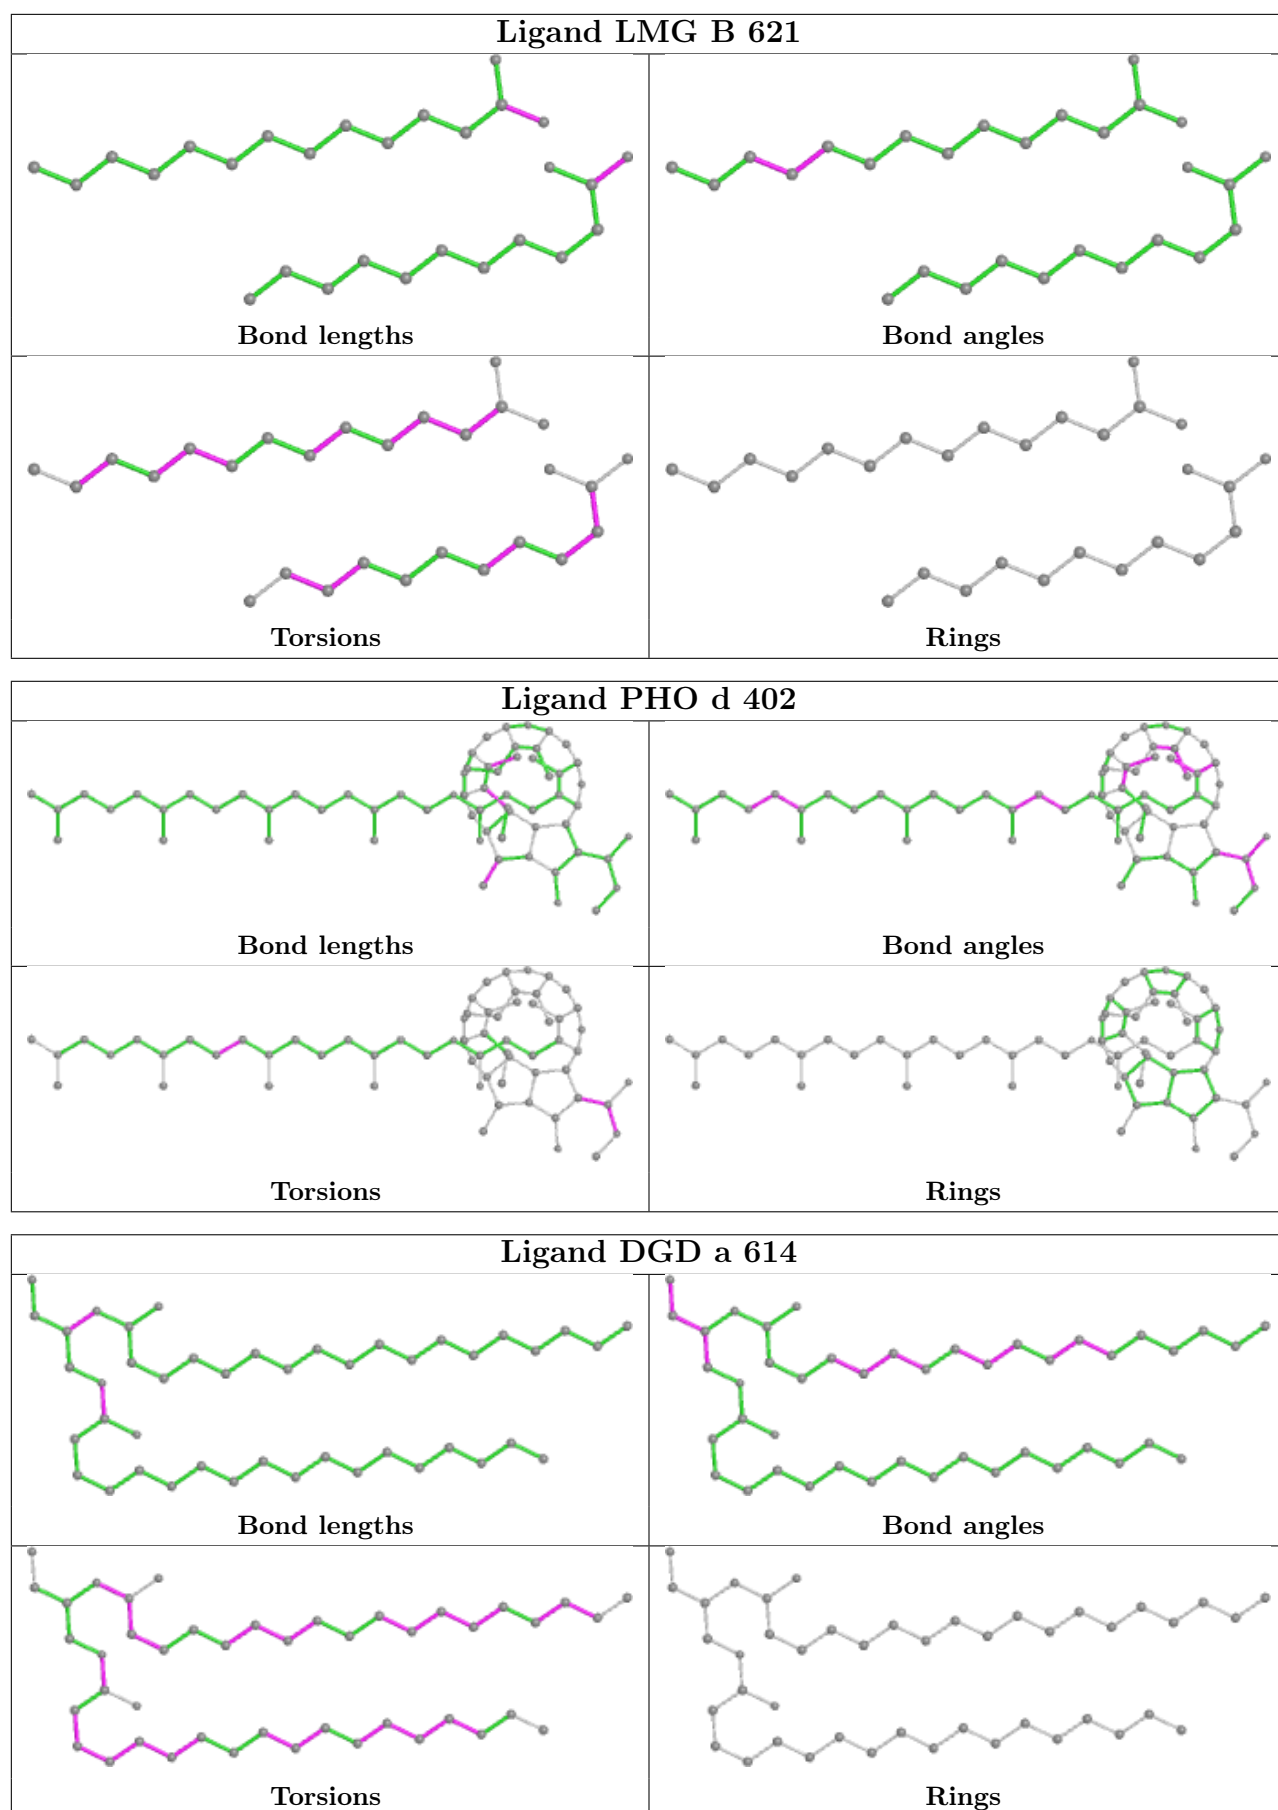 Ligand LMG B 621
Bond lengths
Bond angles
Torsions
Rings
Ligand PHO d 402
Bond lengths
Bond angles
Torsions
Rings
Ligand DGD a 614
Bond lengths
Bond angles
Torsions
Rings